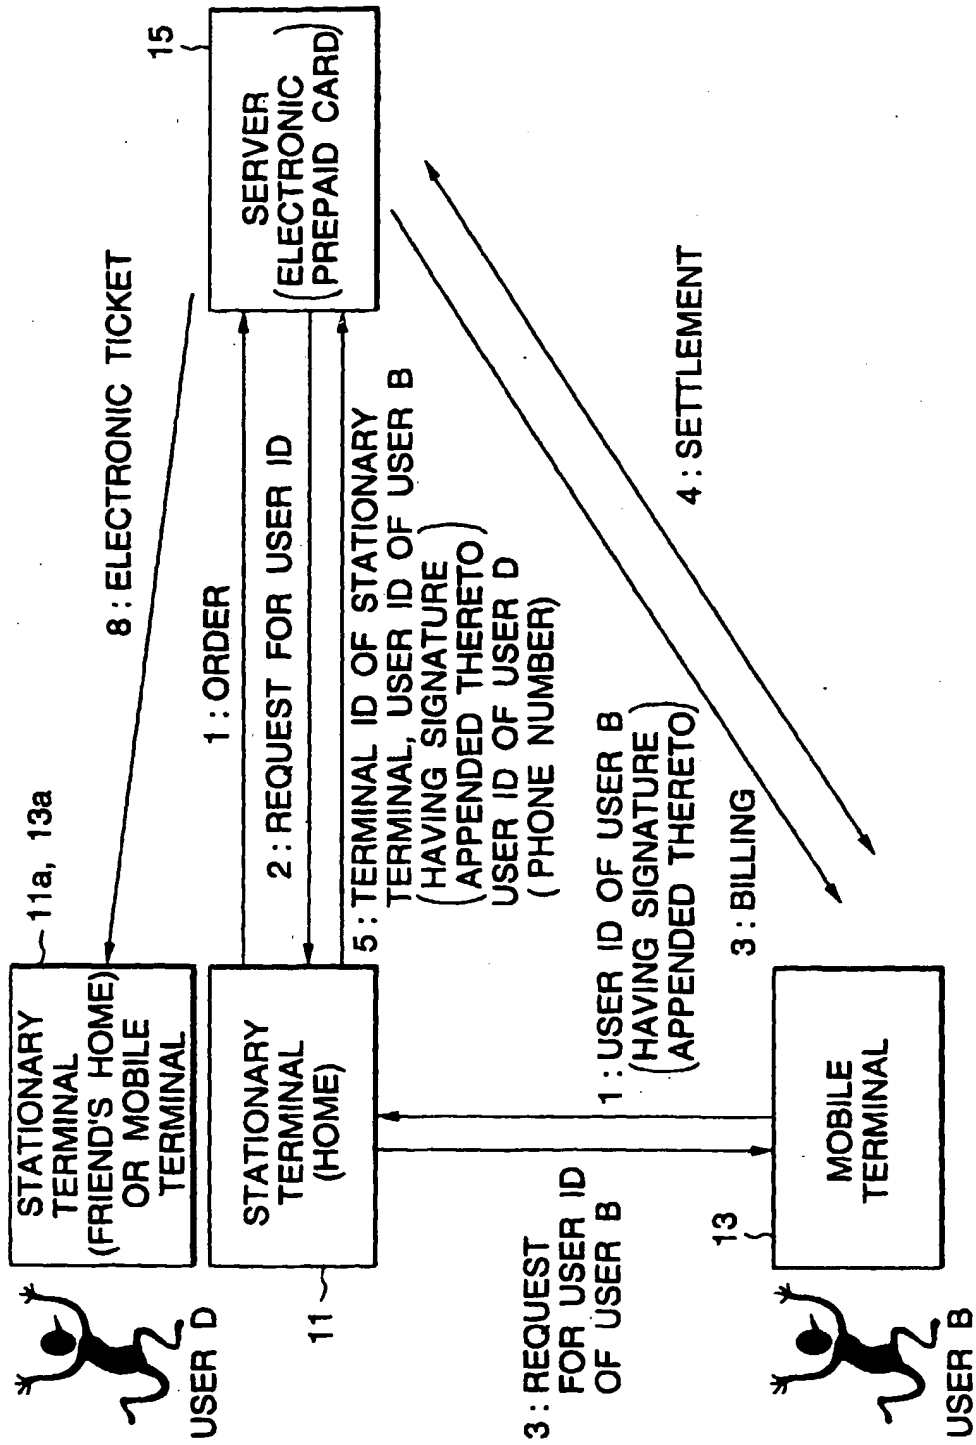 15
SERVER
(ELECTRONIC
PREPAID CARD)
8 : ELECTRONIC TICKET
1 : ORDER
2 : REQUEST FOR USER ID
5 : TERMINAL ID OF STATIONARY
TERMINAL, USER ID OF USER B
(HAVING SIGNATURE
APPENDED THERETO)
USER ID OF USER D
(PHONE NUMBER)
4 : SETTLEMENT
3 : BILLING
1 : USER ID OF USER B
(HAVING SIGNATURE
APPENDED THERETO)
11a, 13a
STATIONARY
TERMINAL
(FRIEND'S HOME)
OR MOBILE
TERMINAL
USER D
STATIONARY
TERMINAL
(HOME)
11
3 : REQUEST
FOR USER ID
OF USER B
13
MOBILE
TERMINAL
USER B